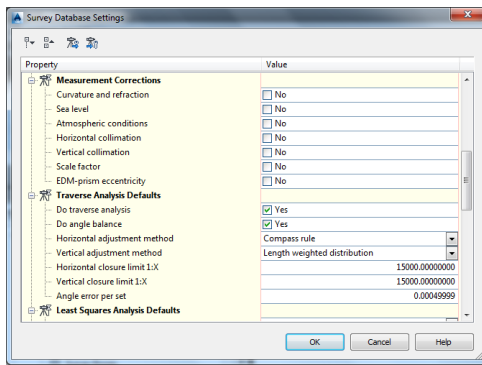 Survey Database Settings
Property Value
Measurement Corrections
Curvature and refraction No
Sea level No
Atmospheric conditions No
Horizontal collimation No
Vertical collimation No
Scale factor No
EDM-prism eccentricity No
Traverse Analysis Defaults
Do traverse analysis Yes
Do angle balance Yes
Horizontal adjustment method Compass rule
Vertical adjustment method Length weighted distribution
Horizontal closure limit 1:X 15000.00000000
Vertical closure limit 1:X 15000.00000000
Angle error per set 0.00049999
Least Squares Analysis Defaults
OK Cancel Help